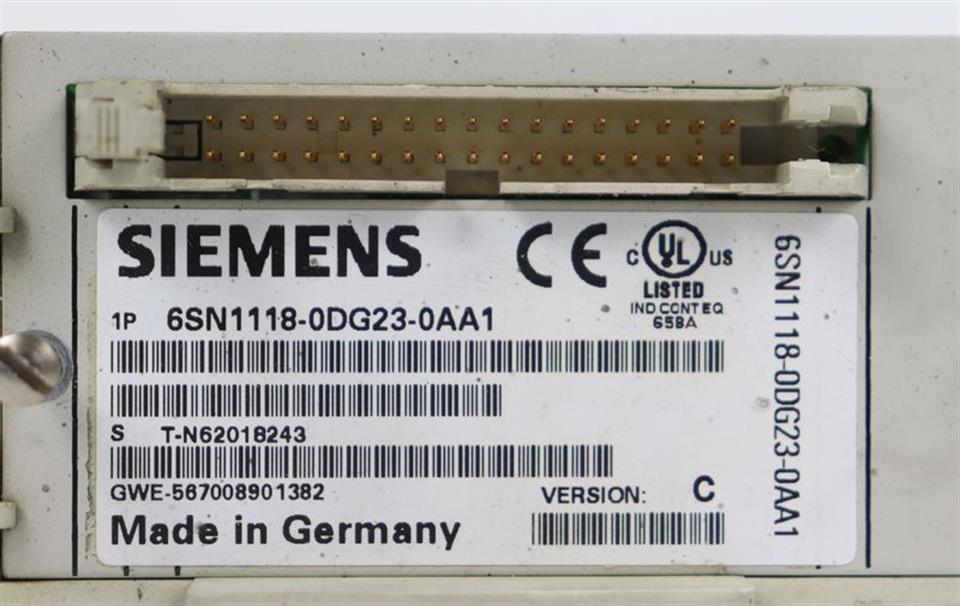 SIEMENS
CE
C UL US
LISTED
IND CONT EQ
65BA
1P 6SN1118-0DG23-0AA1
S T-N62018243
GWE-567008901382
VERSION: C
Made in Germany
6SN1118-0DG23-0AA1